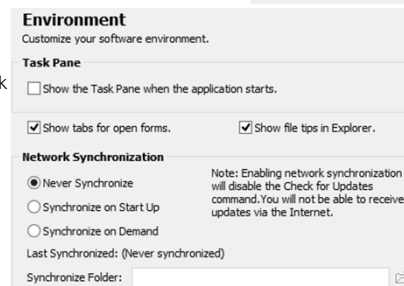 Environment
Customize your software environment.
Task Pane
k
Show the Task Pane when the application starts.
Show tabs for open forms. Show file tips in Explorer.
Network Synchronization
Never Synchronize
Synchronize on Start Up
Synchronize on Demand
Note: Enabling network synchronization
will disable the Check for Updates
command.You will not be able to receive
updates via the Internet.
Last Synchronized: (Never synchronized)
Synchronize Folder: